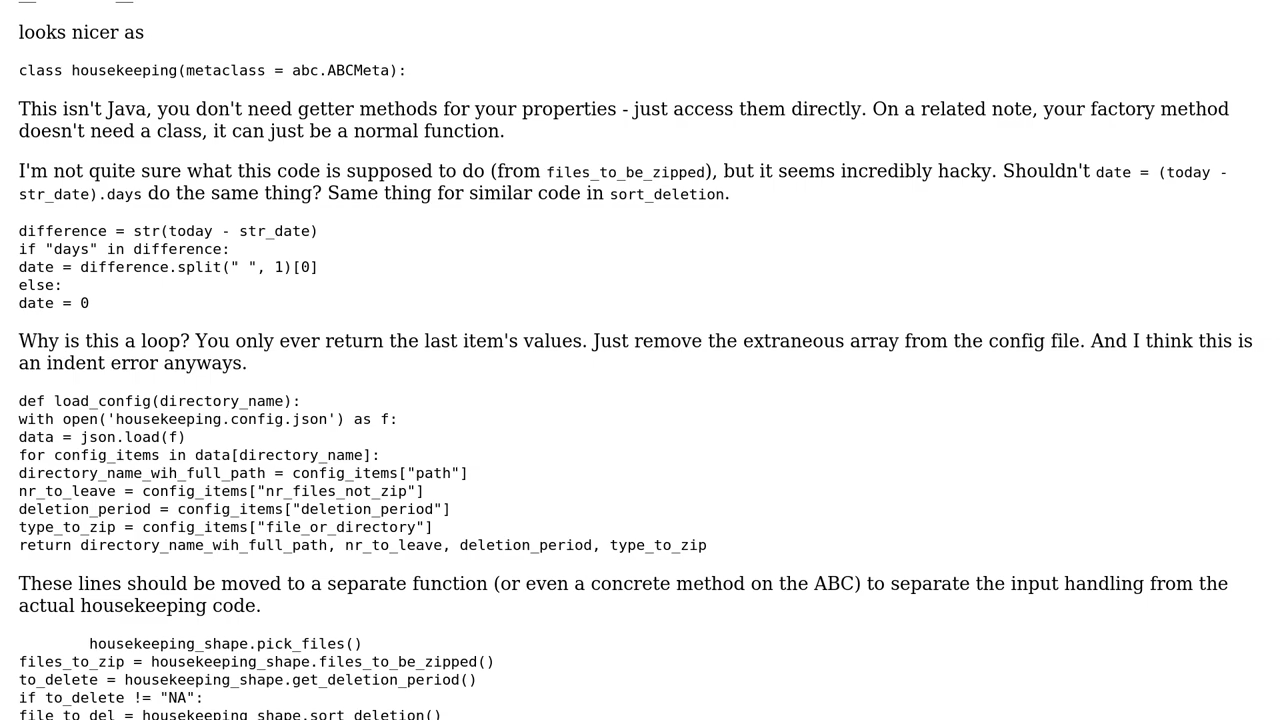 looks nicer as
class housekeeping(metaclass = abc.ABCMeta):
This isn't Java, you don't need getter methods for your properties - just access them directly. On a related note, your factory method
doesn't need a class, it can just be a normal function.
I'm not quite sure what this code is supposed to do (from files_to_be_zipped), but it seems incredibly hacky. Shouldn't date = (today -
str_date).days do the same thing? Same thing for similar code in sort_deletion.
difference = str(today - str_date)
if "days" in difference:
date = difference.split(" ", 1)[0]
else:
date = 0
Why is this a loop? You only ever return the last item's values. Just remove the extraneous array from the config file. And I think this is
an indent error anyways.
def load_config(directory_name):
with open('housekeeping.config.json') as f:
data = json.load(f)
for config_items in data[directory_name]:
directory_name_wih_full_path = config_items["path"]
nr_to_leave = config_items["nr_files_not_zip"]
deletion_period = config_items["deletion_period"]
type_to_zip = config_items["file_or_directory"]
return directory_name_wih_full_path, nr_to_leave, deletion_period, type_to_zip
These lines should be moved to a separate function (or even a concrete method on the ABC) to separate the input handling from the
actual housekeeping code.
housekeeping_shape.pick_files()
files_to_zip = housekeeping_shape.files_to_be_zipped()
to_delete = housekeeping_shape.get_deletion_period()
if to_delete != "NA":
file_to_del = housekeeping_shape.sort_deletion()